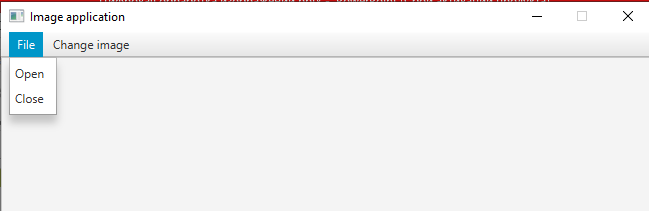 Image application
File Change image
Open
Close